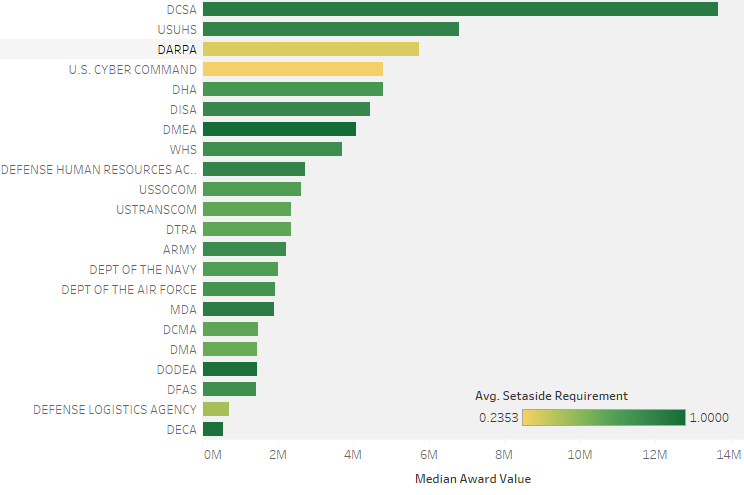 DCSA
USUHS
DARPA
U.S. CYBER COMMAND
DHA
DISA
DMEA
WHS
DEFENSE HUMAN RESOURCES AC..
USSOCOM
USTRANSCOM
DTRA
ARMY
DEPT OF THE NAVY
DEPT OF THE AIR FORCE
MDA
DCMA
DMA
DODEA
DFAS
DEFENSE LOGISTICS AGENCY
DECA
Avg. Setaside Requirement
0.2353 1.0000
0M 2M 4M 6M 8M 10M 12M 14M
Median Award Value